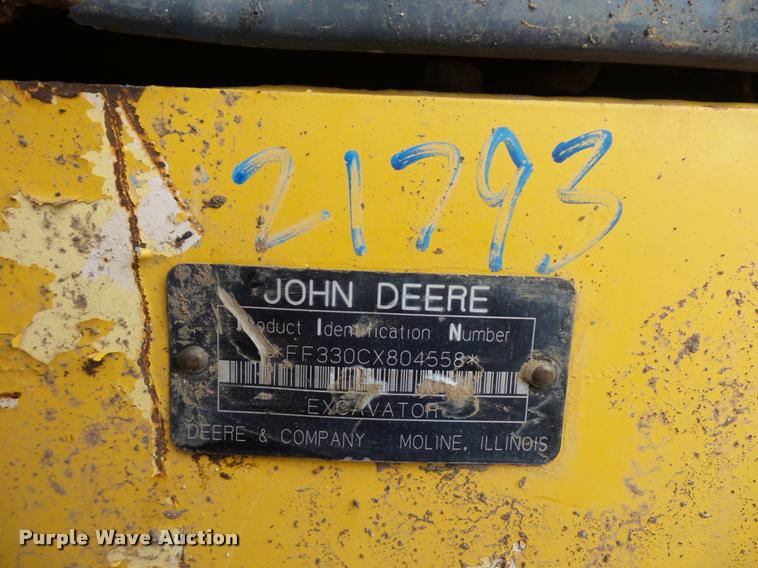 21793
JOHN DEERE
Product Identification Number
*FF330CX804558*
EXCAVATOR
DEERE & COMPANY MOLINE, ILLINOIS
Purple Wave Auction